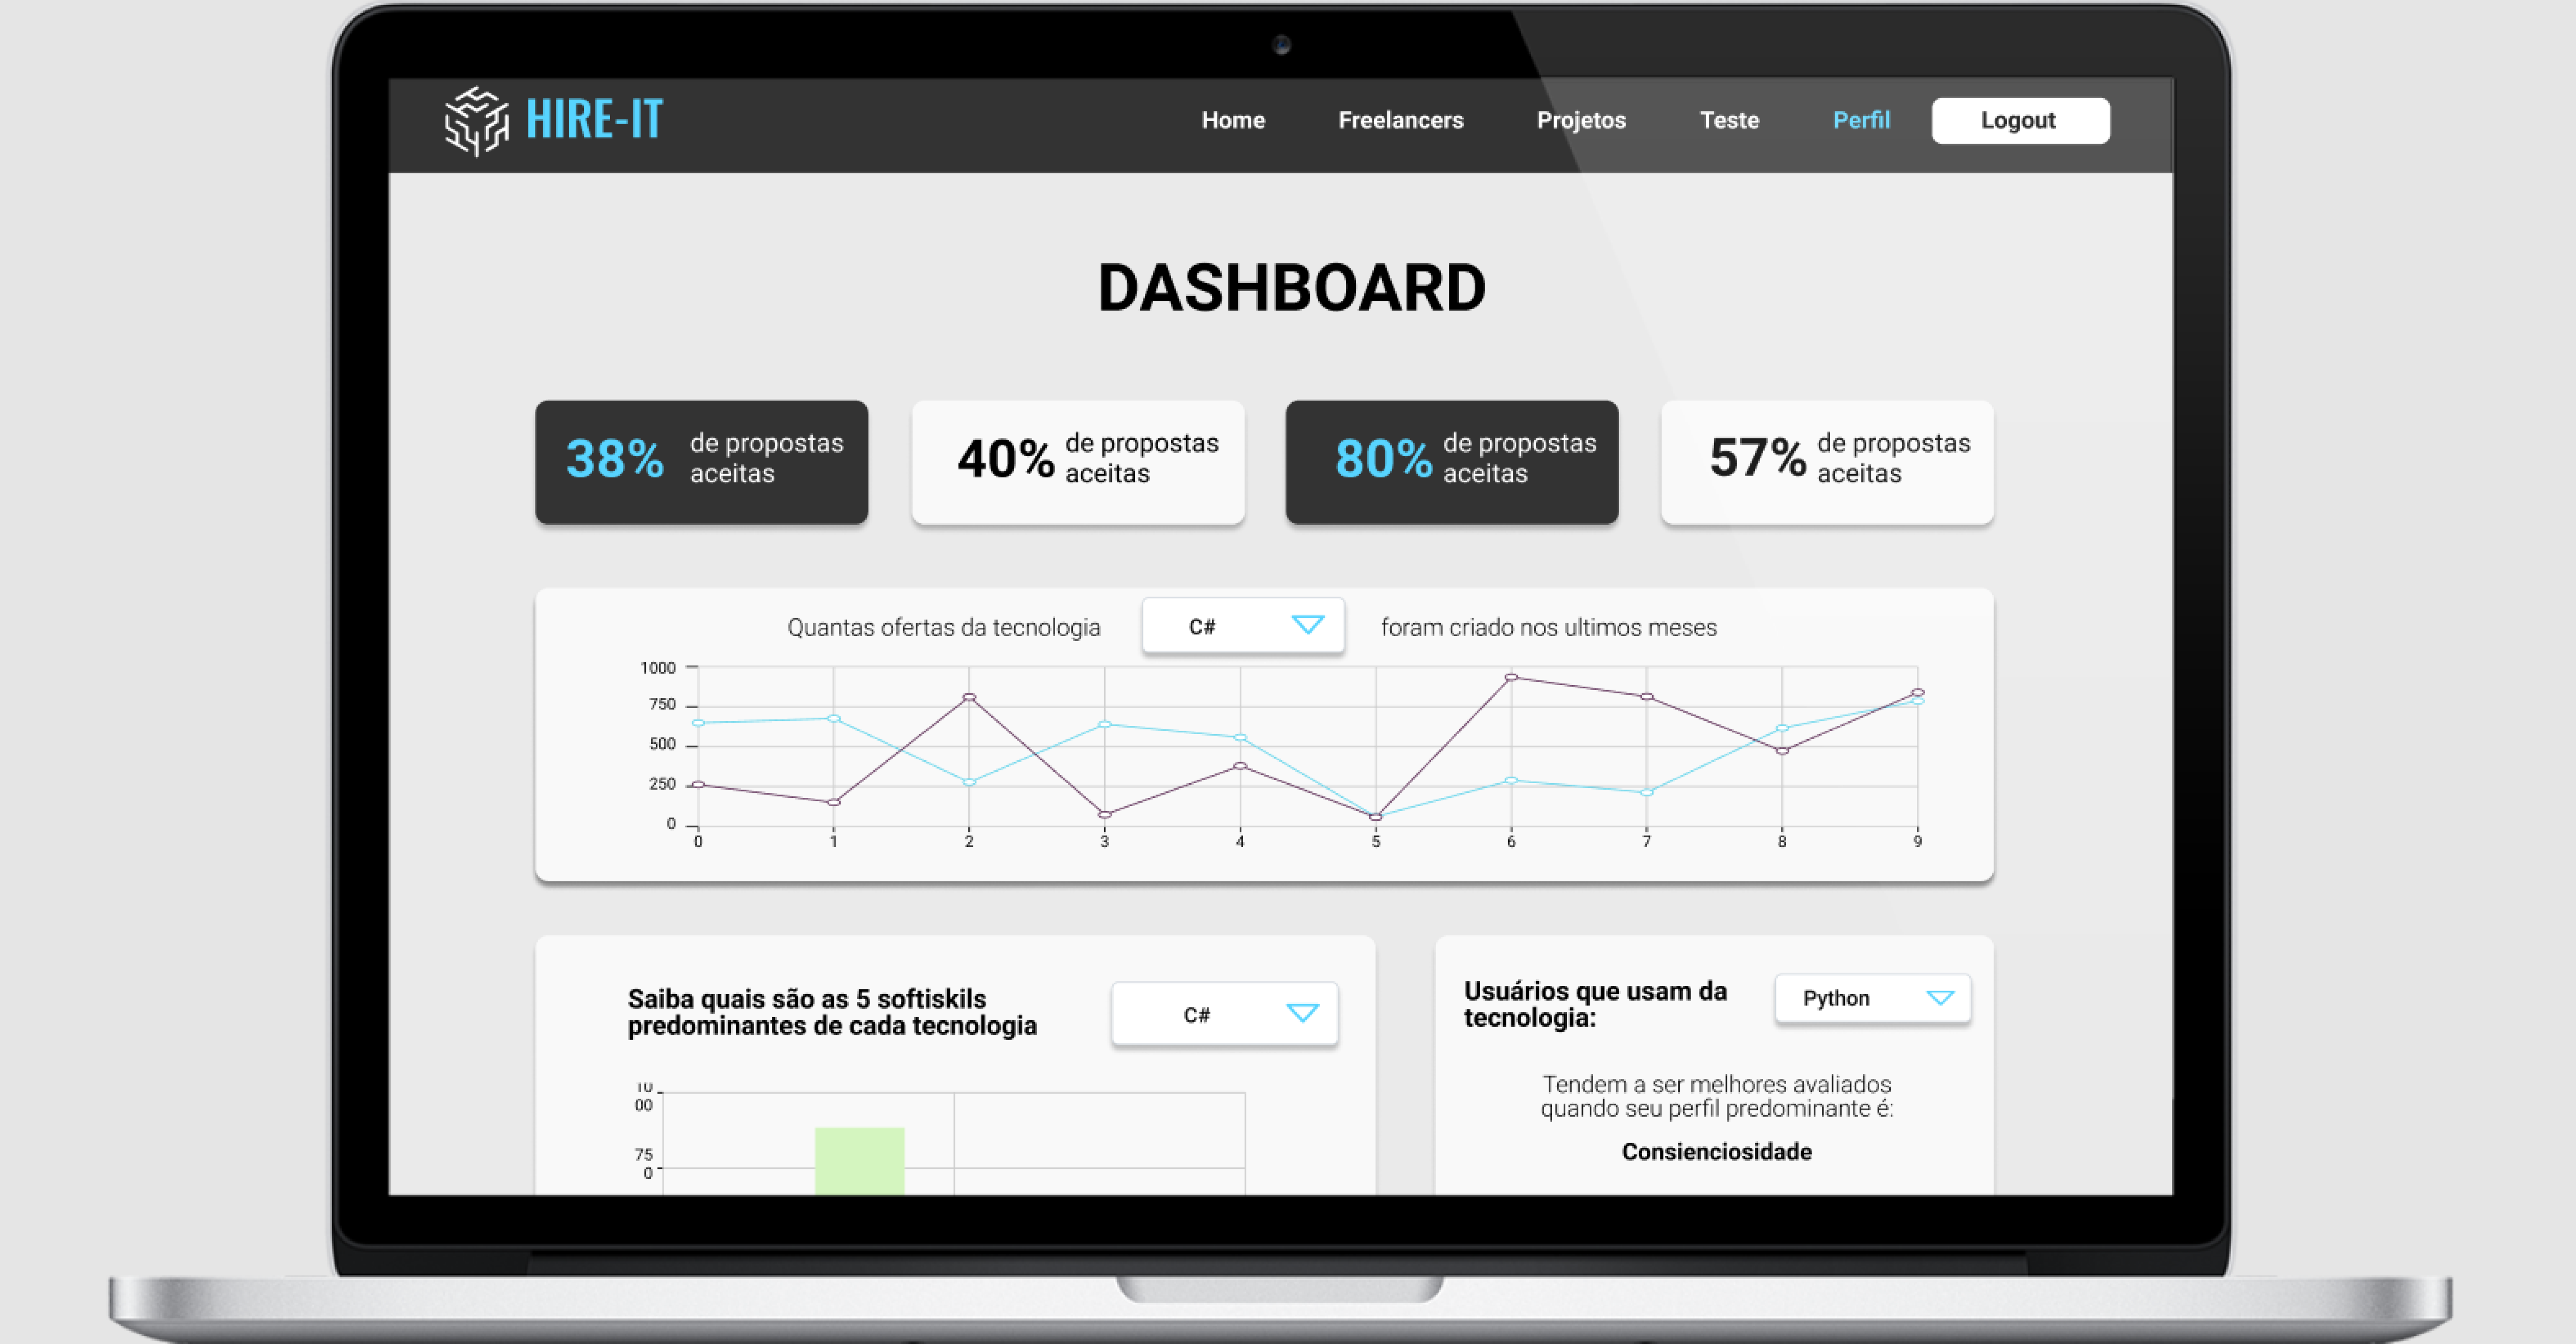 HIRE-IT
Home Freelancers Projetos Teste Perfil Logout
DASHBOARD
38% de propostas
aceitas
40% de propostas
aceitas
80% de propostas
aceitas
57% de propostas
aceitas
Quantas ofertas da tecnologia C# foram criado nos ultimos meses
1000
750
500
250
0
0 1 2 3 4 5 6 7 8 9
Saiba quais são as 5 softiskils
predominantes de cada tecnologia
C#
10
00
75
0
Usuários que usam da
tecnologia:
Python
Tendem a ser melhores avaliados
quando seu perfil predominante é:
Consienciosidade